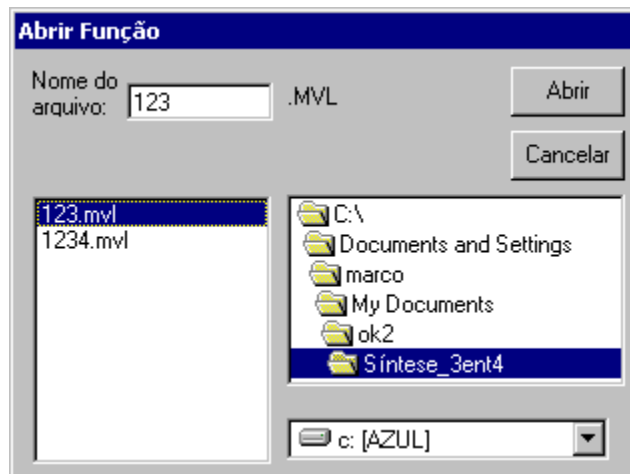 Abrir Função
Nome do
arquivo:
123
.MVL
Abrir
Cancelar
123.mvl
1234.mvl
C:\
Documents and Settings
marco
My Documents
ok2
Síntese_3ent4
c: [AZUL]